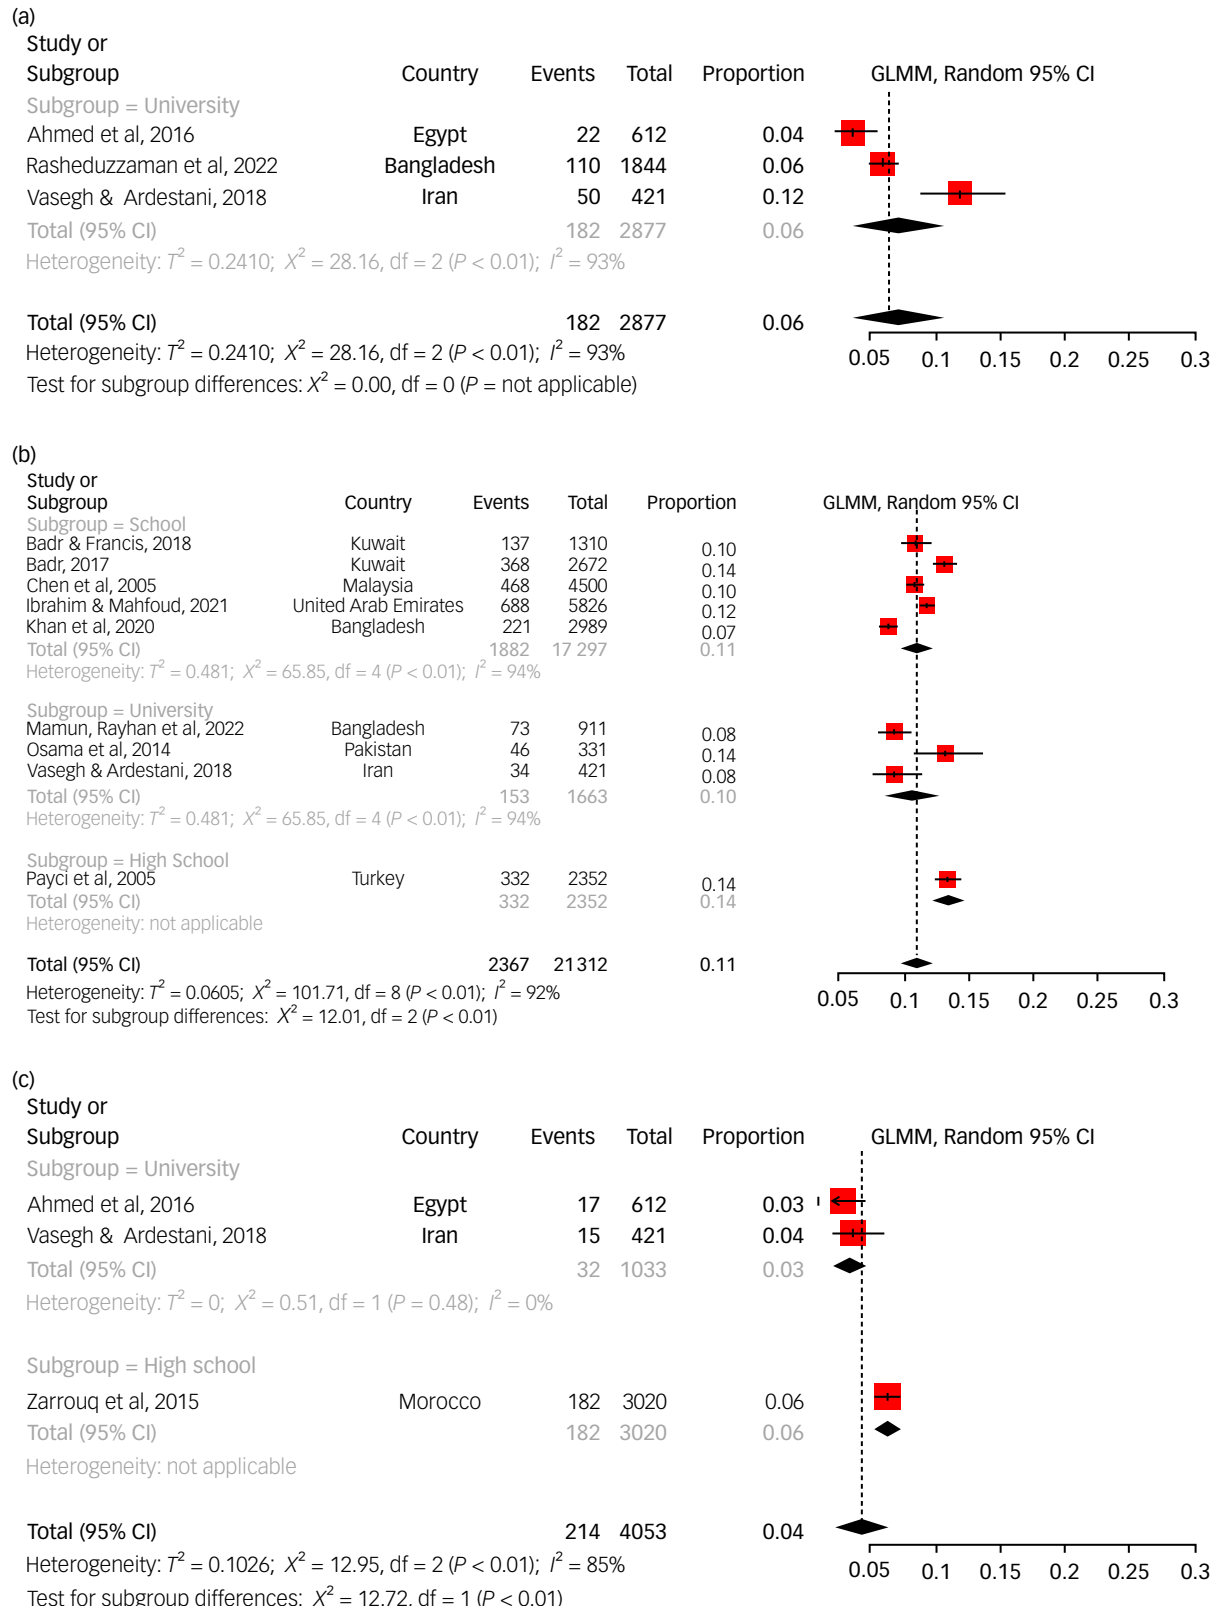 (a)
Study or
Subgroup Country Events Total Proportion GLMM, Random 95% CI
Subgroup = University
Ahmed et al, 2016 Egypt 22 612 0.04
Rasheduzzaman et al, 2022 Bangladesh 110 1844 0.06
Vasegh & Ardestani, 2018 Iran 50 421 0.12
Total (95% CI) 182 2877 0.06
Heterogeneity: T² = 0.2410; X² = 28.16, df = 2 (P < 0.01); I² = 93%
Total (95% CI) 182 2877 0.06
Heterogeneity: T² = 0.2410; X² = 28.16, df = 2 (P < 0.01); I² = 93%
0.05 0.1 0.15 0.2 0.25 0.3
Test for subgroup differences: X² = 0.00, df = 0 (P = not applicable)
(b)
Study or
Subgroup Country Events Total Proportion GLMM, Random 95% CI
Subgroup = School
Badr & Francis, 2018 Kuwait 137 1310 0.10
Badr, 2017 Kuwait 368 2672 0.14
Chen et al, 2005 Malaysia 468 4500 0.10
Ibrahim & Mahfoud, 2021 United Arab Emirates 688 5826 0.12
Khan et al, 2020 Bangladesh 221 2989 0.07
Total (95% CI) 1882 17 297 0.11
Heterogeneity: T² = 0.481; X² = 65.85, df = 4 (P < 0.01); I² = 94%
Subgroup = University
Mamun, Rayhan et al, 2022 Bangladesh 73 911 0.08
Osama et al, 2014 Pakistan 46 331 0.14
Vasegh & Ardestani, 2018 Iran 34 421 0.08
Total (95% CI) 153 1663 0.10
Heterogeneity: T² = 0.481; X² = 65.85, df = 4 (P < 0.01); I² = 94%
Subgroup = High School
Payci et al, 2005 Turkey 332 2352 0.14
Total (95% CI) 332 2352 0.14
Heterogeneity: not applicable
Total (95% CI) 2367 21 312 0.11
Heterogeneity: T² = 0.0605; X² = 101.71, df = 8 (P < 0.01); I² = 92%
0.05 0.1 0.15 0.2 0.25 0.3
Test for subgroup differences: X² = 12.01, df = 2 (P < 0.01)
(c)
Study or
Subgroup Country Events Total Proportion GLMM, Random 95% CI
Subgroup = University
Ahmed et al, 2016 Egypt 17 612 0.03
Vasegh & Ardestani, 2018 Iran 15 421 0.04
Total (95% CI) 32 1033 0.03
Heterogeneity: T² = 0; X² = 0.51, df = 1 (P = 0.48); I² = 0%
Subgroup = High school
Zarrouq et al, 2015 Morocco 182 3020 0.06
Total (95% CI) 182 3020 0.06
Heterogeneity: not applicable
Total (95% CI) 214 4053 0.04
Heterogeneity: T² = 0.1026; X² = 12.95, df = 2 (P < 0.01); I² = 85%
0.05 0.1 0.15 0.2 0.25 0.3
Test for subgroup differences: X² = 12.72, df = 1 (P < 0.01)